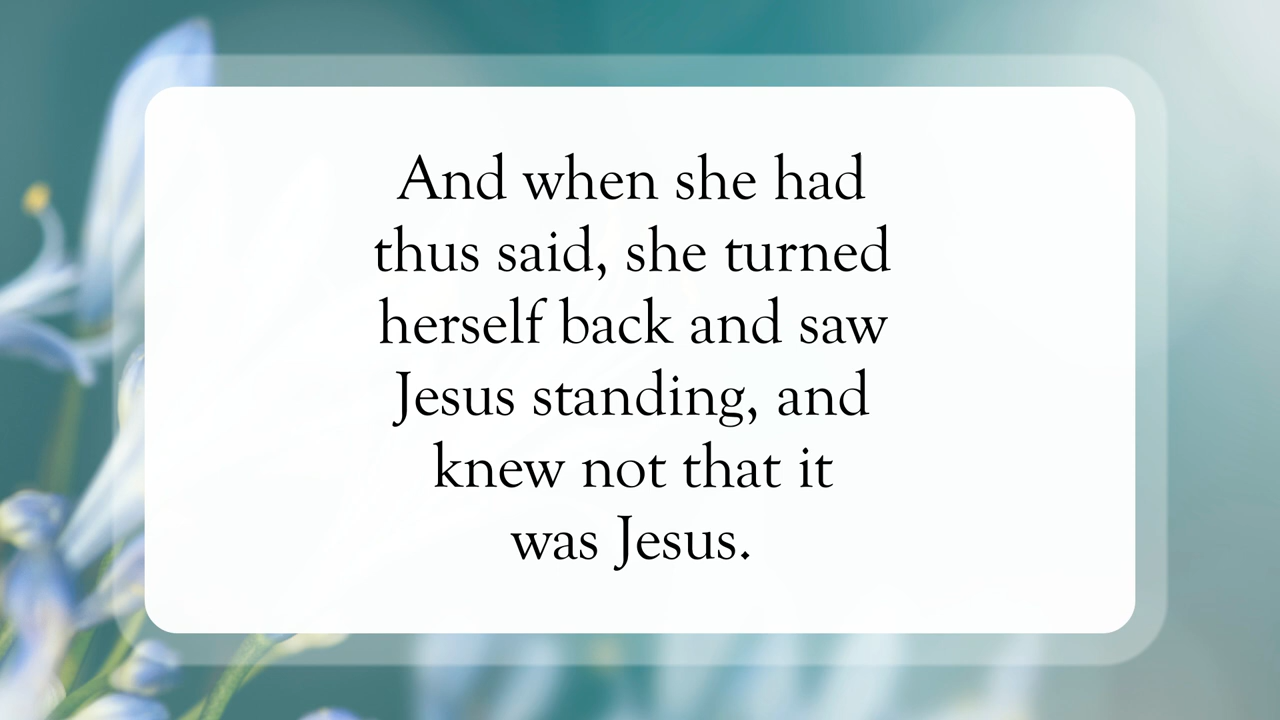 And when she had
thus said, she turned
herself back and saw
Jesus standing, and
knew not that it
was Jesus.